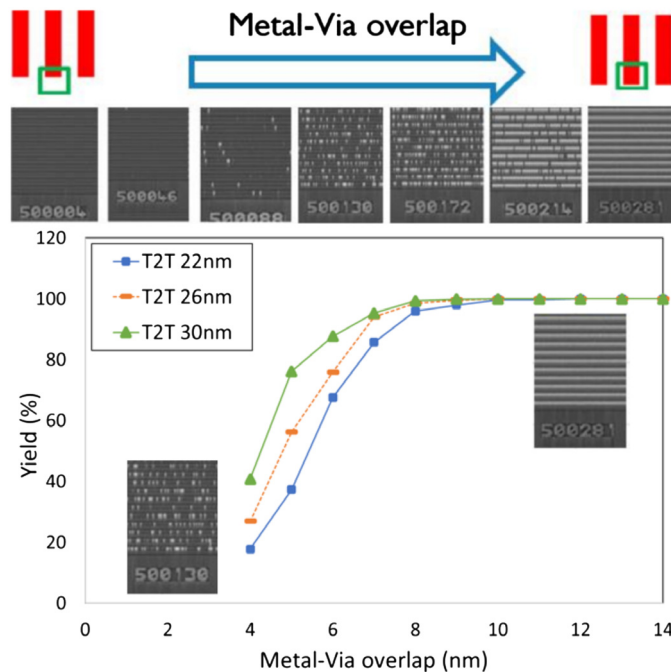 Metal-Via overlap
500004
500046
500088
500130
500172
500214
500281
120
100
80
60
40
20
0
Yield (%)
T2T 22nm
T2T 26nm
T2T 30nm
500281
500130
0 2 4 6 8 10 12 14
Metal-Via overlap (nm)